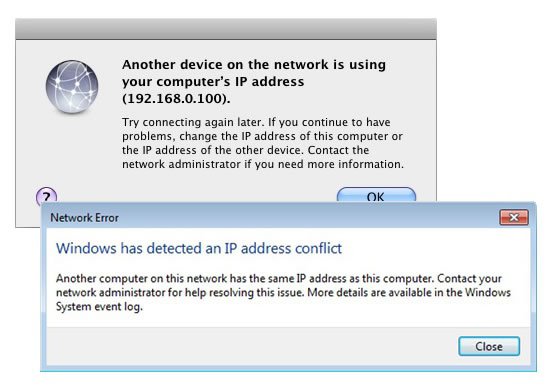 Another device on the network is using
your computer's IP address
(192.168.0.100).
Try connecting again later. If you continue to have
problems, change the IP address of this computer or
the IP address of the other device. Contact the
network administrator if you need more information.
?
OK
Network Error
Windows has detected an IP address conflict
Another computer on this network has the same IP address as this computer. Contact your
network administrator for help resolving this issue. More details are available in the Windows
System event log.
Close